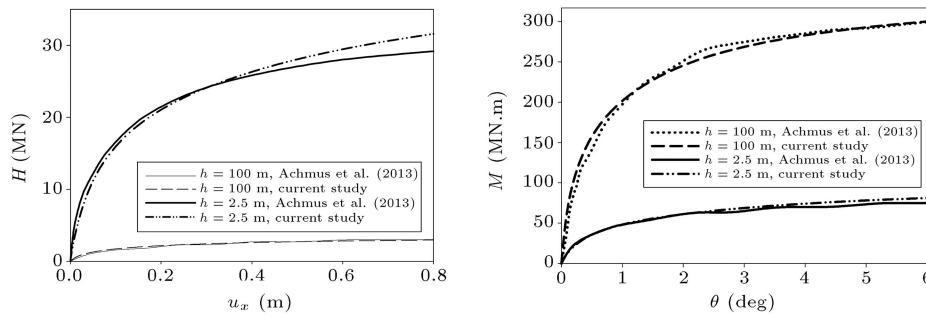 H (MN)
30
20
10
0
0.0 0.2 0.4 0.6 0.8
u_x (m)
h = 100 m, Achmus et al. (2013)
h = 100 m, current study
h = 2.5 m, Achmus et al. (2013)
h = 2.5 m, current study
M (MN.m)
300
250
200
150
100
50
0
0 1 2 3 4 5 6
θ (deg)
h = 100 m, Achmus et al. (2013)
h = 100 m, current study
h = 2.5 m, Achmus et al. (2013)
h = 2.5 m, current study